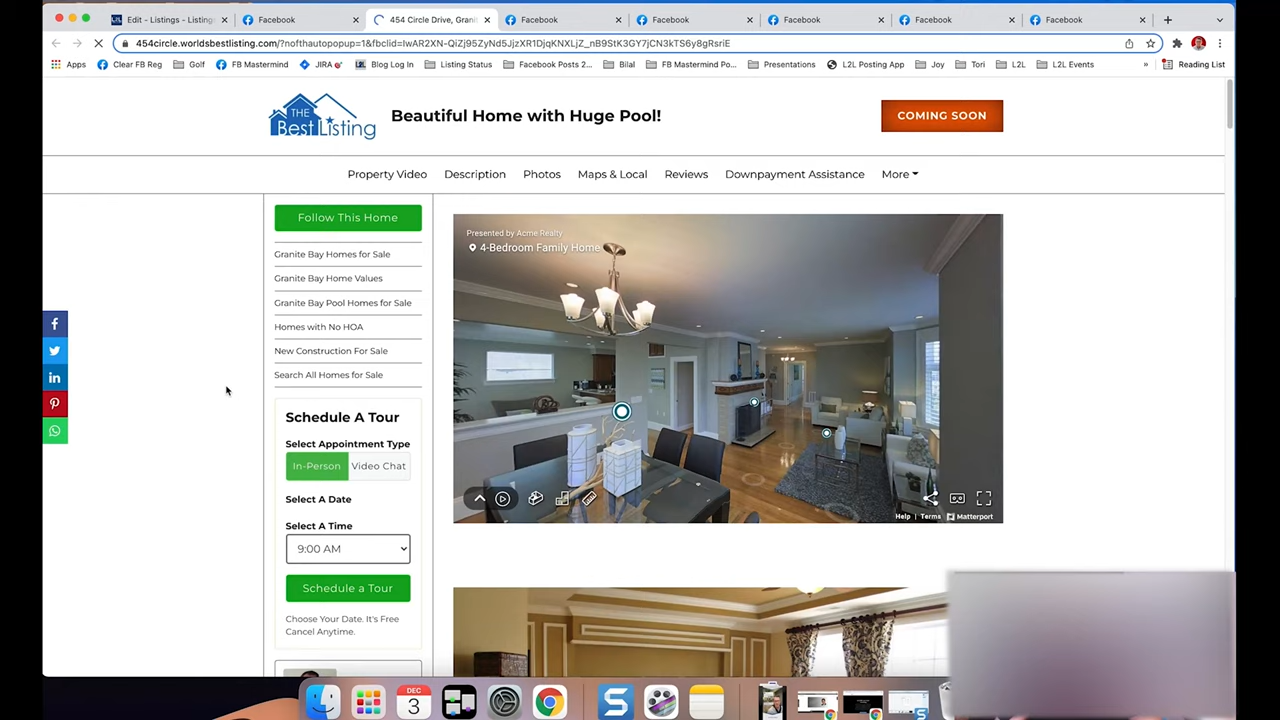 Edit - Listings - Listing
Facebook
454 Circle Drive, Grani
Facebook
Facebook
Facebook
Facebook
Facebook
454circle.worldsbestlisting.com/?nofthautopopup=1&fbclid=IwAR2XN-QiZj95ZyNd5JjzXR1DjqKNXLjZ_nB9StK3GY7jCN3kTS6y8gRsriE
Apps
Clear FB Reg
Golf
FB Mastermind
JIRA
Blog Log In
Listing Status
Facebook Posts 2...
Bilal
FB Mastermind Po...
Presentations
L2L Posting App
Joy
Tori
L2L
L2L Events
»
Reading List
THE
Best Listing
Beautiful Home with Huge Pool!
COMING SOON
Property Video
Description
Photos
Maps & Local
Reviews
Downpayment Assistance
More
Follow This Home
Granite Bay Homes for Sale
Granite Bay Home Values
Granite Bay Pool Homes for Sale
Homes with No HOA
New Construction For Sale
Search All Homes for Sale
Schedule A Tour
Select Appointment Type
In-Person
Video Chat
Select A Date
Select A Time
9:00 AM
Schedule a Tour
Choose Your Date. It's Free
Cancel Anytime.
Presented by Acme Realty
4-Bedroom Family Home
Help | Terms
Matterport
DEC
3